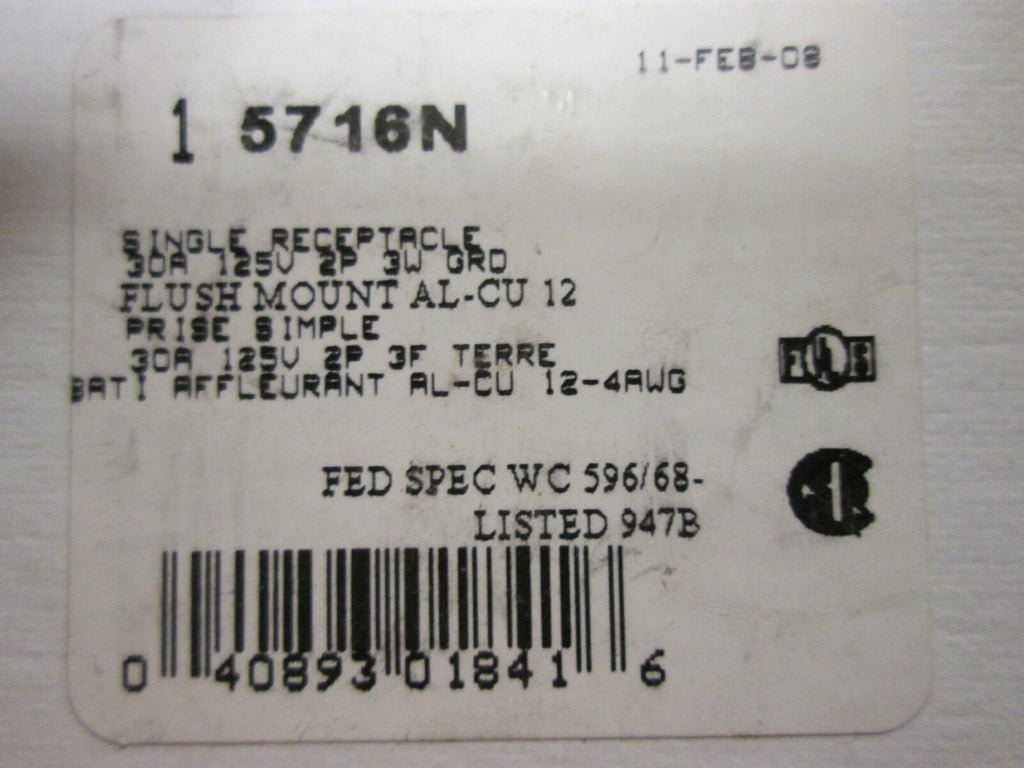 11-FEB-08
1 5716N
SINGLE RECEPTACLE
30A 125V 2P 3W GRD
FLUSH MOUNT AL-CU 12
PRISE SIMPLE
30A 125V 2P 3F TERRE
BATI AFFLEURANT AL-CU 12-4AWG
FED SPEC WC 596/68-
LISTED 947B
0 40893 01841 6